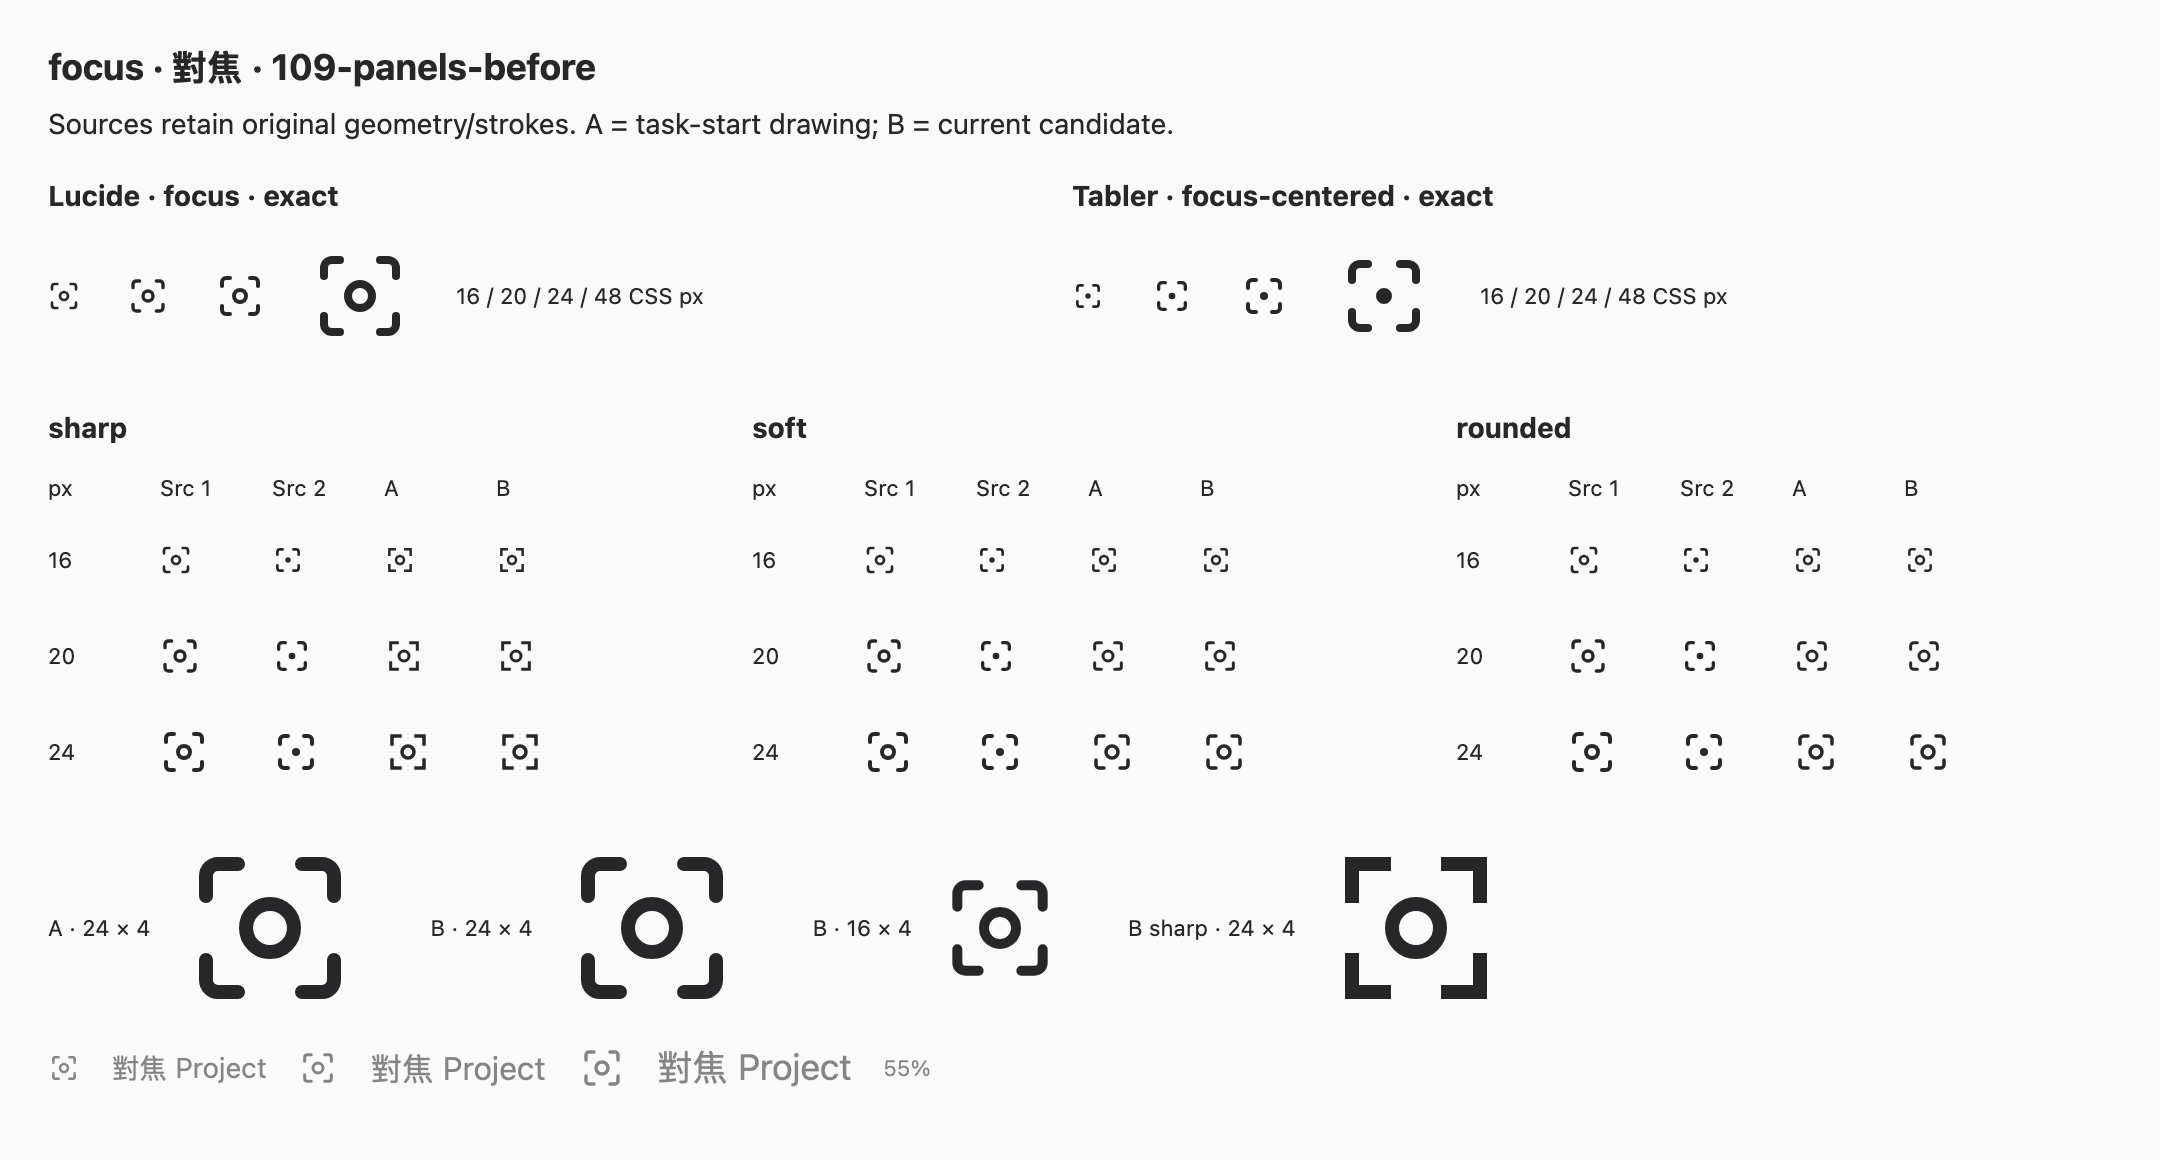 focus · 對焦 · 109-panels-before
Sources retain original geometry/strokes. A = task-start drawing; B = current candidate.
Lucide · focus · exact
Tabler · focus-centered · exact
16 / 20 / 24 / 48 CSS px
16 / 20 / 24 / 48 CSS px
sharp
soft
rounded
px Src 1 Src 2 A B
px Src 1 Src 2 A B
px Src 1 Src 2 A B
16
16
16
20
20
20
24
24
24
A · 24 × 4
B · 24 × 4
B · 16 × 4
B sharp · 24 × 4
對焦 Project
對焦 Project
對焦 Project
55%